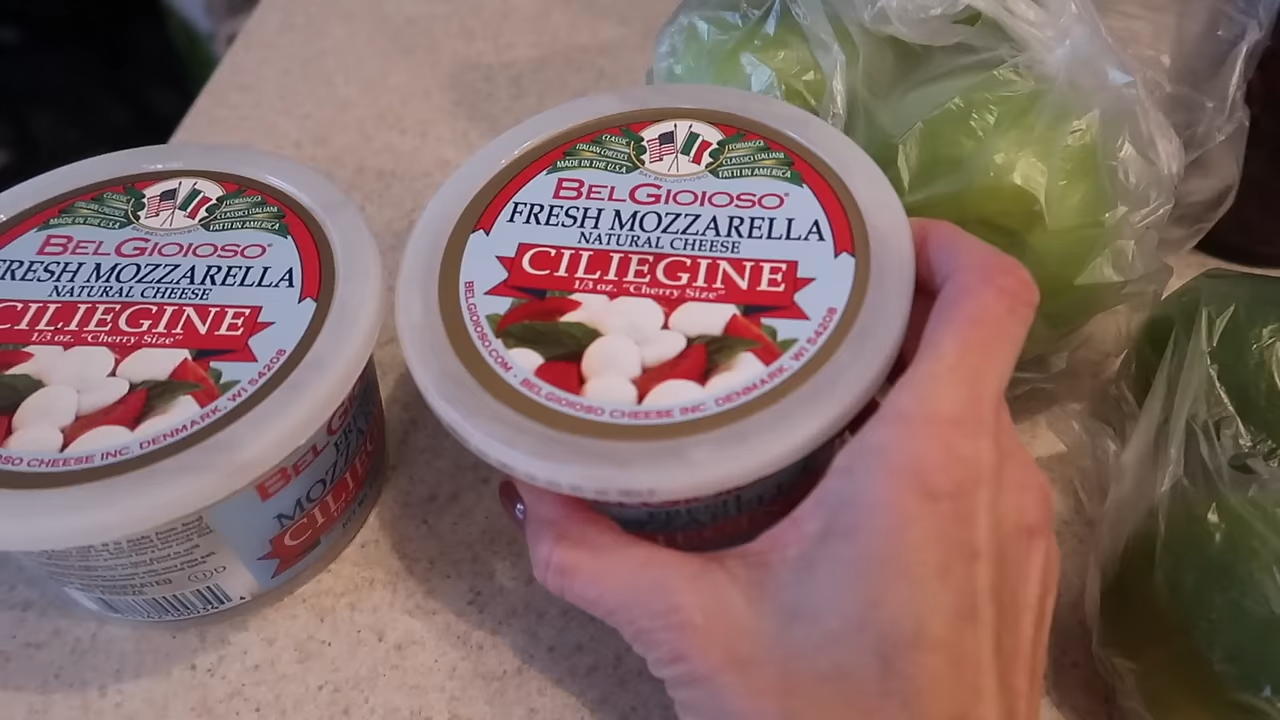 CLASSIC
ITALIAN CHEESES
MADE IN THE U.S.A.
FORMAGGI
CLASSICI ITALIANI
FATTI IN AMERICA
BELGIOIOSO®
FRESH MOZZARELLA
NATURAL CHEESE
CILIEGINE
1/3 oz. "Cherry Size"
BELGIOIOSO.COM • BELGIOIOSO CHEESE INC. DENMARK, WI 54208
CLASSIC
ITALIAN CHEESES
MADE IN THE U.S.A.
FORMAGGI
CLASSICI ITALIANI
FATTI IN AMERICA
BELGIOIOSO®
FRESH MOZZARELLA
NATURAL CHEESE
CILIEGINE
1/3 oz. "Cherry Size"
CHEESE INC. DENMARK, WI 54208